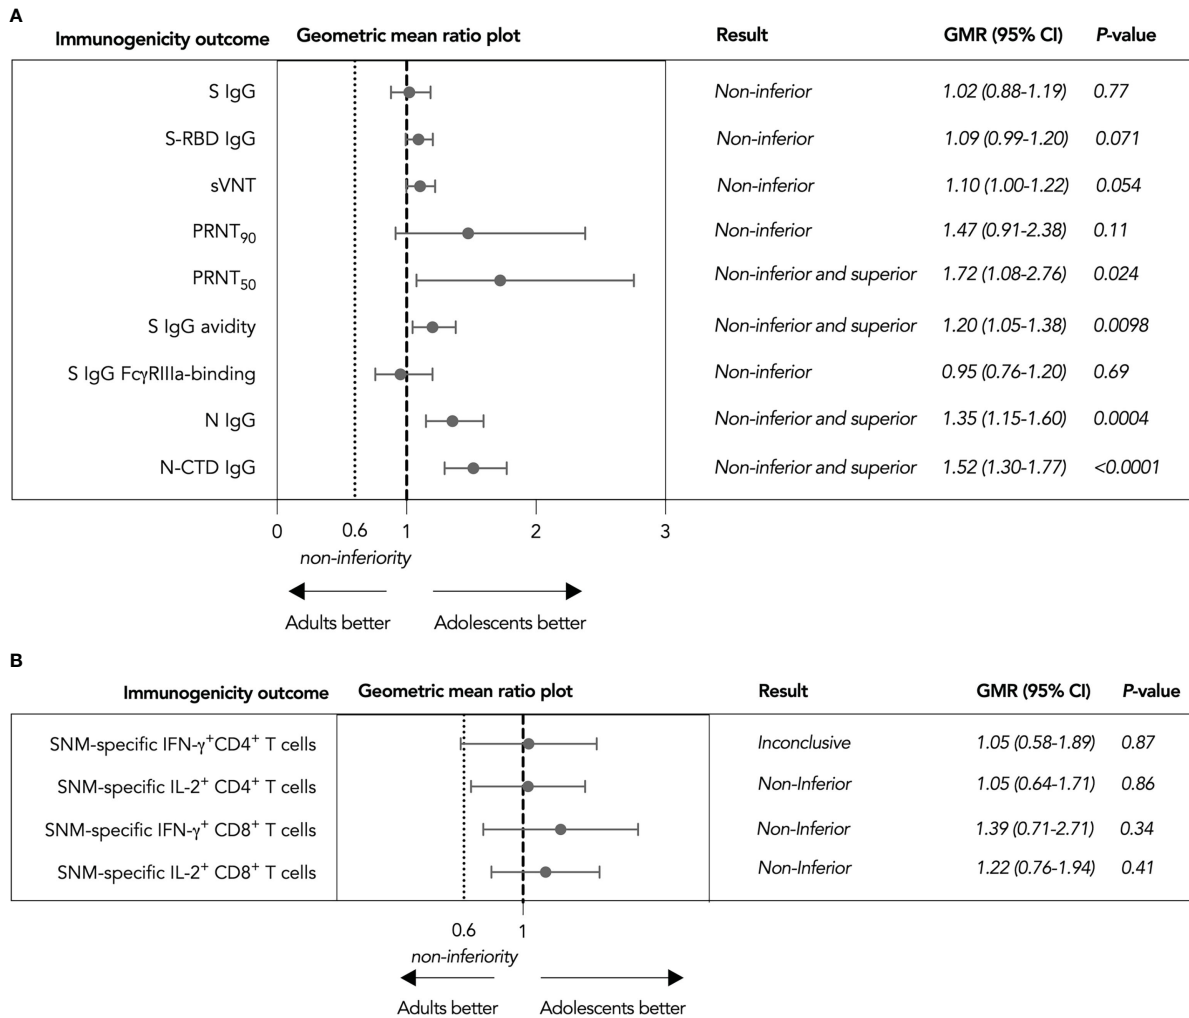 A
Immunogenicity outcome Geometric mean ratio plot Result GMR (95% CI) P-value
S IgG Non-inferior 1.02 (0.88-1.19) 0.77
S-RBD IgG Non-inferior 1.09 (0.99-1.20) 0.071
sVNT Non-inferior 1.10 (1.00-1.22) 0.054
PRNT90 Non-inferior 1.47 (0.91-2.38) 0.11
PRNT50 Non-inferior and superior 1.72 (1.08-2.76) 0.024
S IgG avidity Non-inferior and superior 1.20 (1.05-1.38) 0.0098
S IgG FcγRIIIa-binding Non-inferior 0.95 (0.76-1.20) 0.69
N IgG Non-inferior and superior 1.35 (1.15-1.60) 0.0004
N-CTD IgG Non-inferior and superior 1.52 (1.30-1.77) <0.0001
0 0.6 1 2 3
non-inferiority
Adults better Adolescents better
B
Immunogenicity outcome Geometric mean ratio plot Result GMR (95% CI) P-value
SNM-specific IFN-γ+CD4+ T cells Inconclusive 1.05 (0.58-1.89) 0.87
SNM-specific IL-2+ CD4+ T cells Non-Inferior 1.05 (0.64-1.71) 0.86
SNM-specific IFN-γ+ CD8+ T cells Non-Inferior 1.39 (0.71-2.71) 0.34
SNM-specific IL-2+ CD8+ T cells Non-Inferior 1.22 (0.76-1.94) 0.41
0.6 1
non-inferiority
Adults better Adolescents better